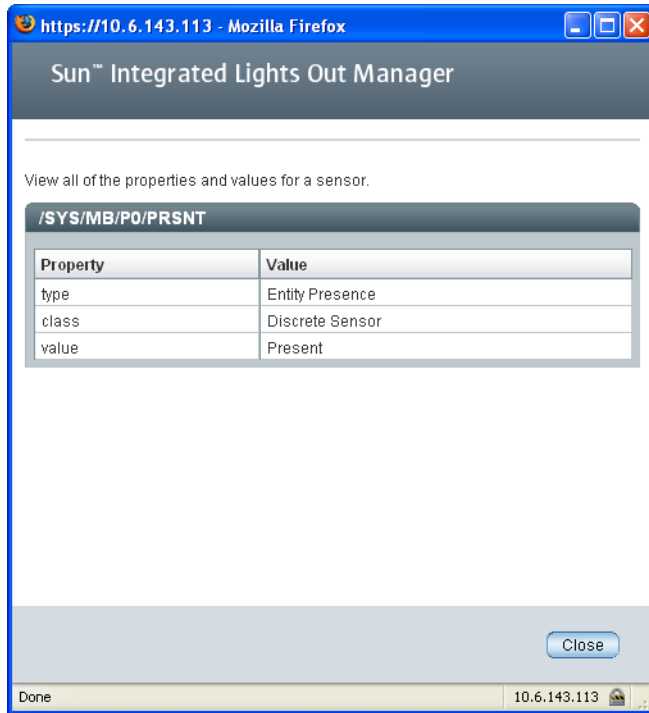 https://10.6.143.113 - Mozilla Firefox
Sun™ Integrated Lights Out Manager
View all of the properties and values for a sensor.
/SYS/MB/P0/PRSNT
Property Value
type Entity Presence
class Discrete Sensor
value Present
Close
Done 10.6.143.113